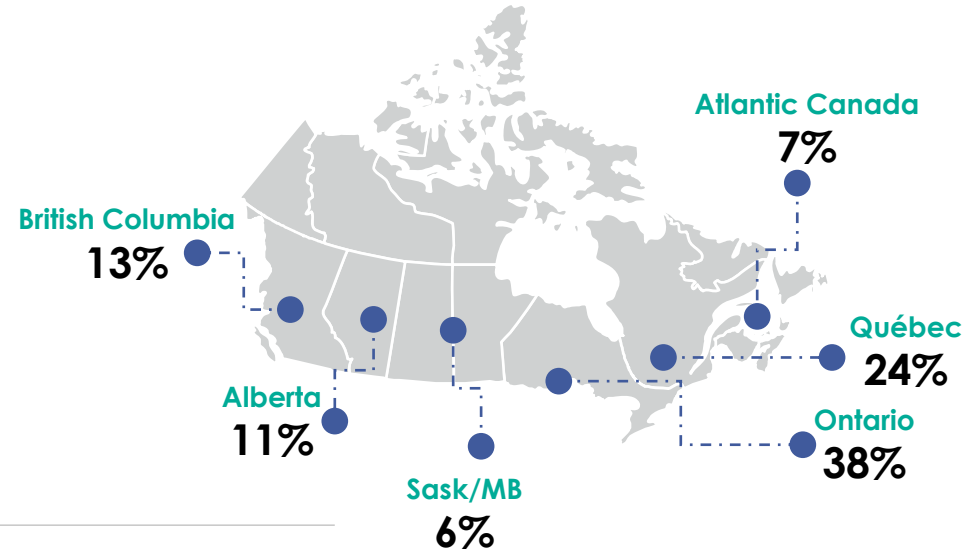 Atlantic Canada
7%
British Columbia
13%
Québec
24%
Alberta
11%
Ontario
38%
Sask/MB
6%